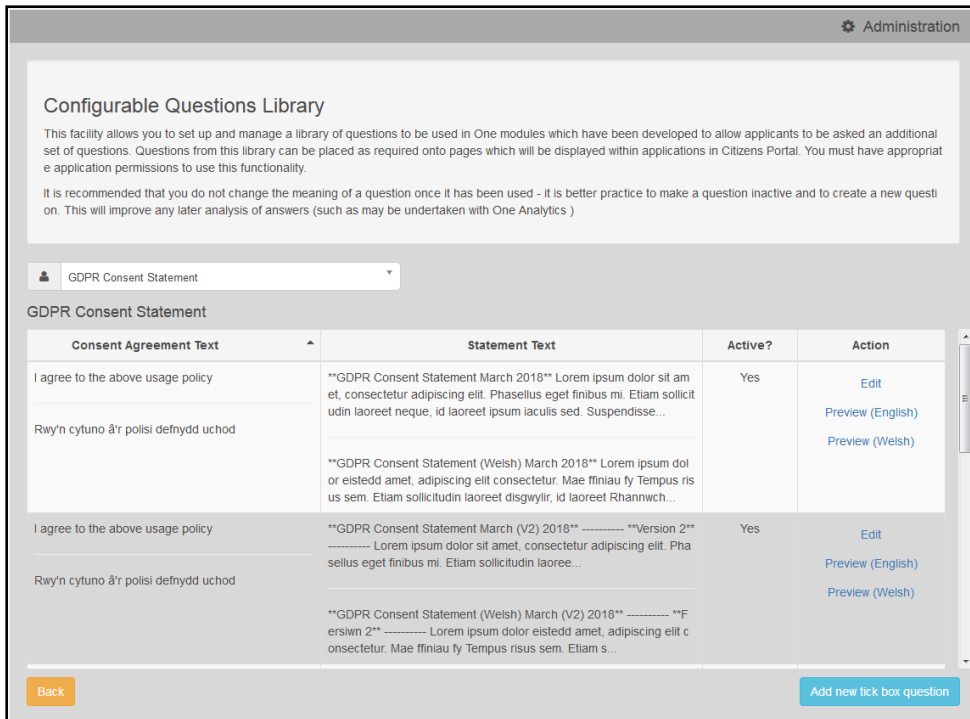 Administration
Configurable Questions Library
This facility allows you to set up and manage a library of questions to be used in One modules which have been developed to allow applicants to be asked an additional
set of questions. Questions from this library can be placed as required onto pages which will be displayed within applications in Citizens Portal. You must have appropriat
e application permissions to use this functionality.
It is recommended that you do not change the meaning of a question once it has been used - it is better practice to make a question inactive and to create a new questi
on. This will improve any later analysis of answers (such as may be undertaken with One Analytics )
GDPR Consent Statement
GDPR Consent Statement
Consent Agreement Text Statement Text Active? Action
I agree to the above usage policy
Rwy'n cytuno â'r polisi defnydd uchod
**GDPR Consent Statement March 2018** Lorem ipsum dolor sit am
et, consectetur adipiscing elit. Phasellus eget finibus mi. Etiam sollicit
udin laoreet neque, id laoreet ipsum iaculis sed. Suspendisse...
**GDPR Consent Statement (Welsh) March 2018** Lorem ipsum dol
or eistedd amet, adipiscing elit consectetur. Mae ffiniau fy Tempus ris
us sem. Etiam sollicitudin laoreet disgwylir, id laoreet Rhannwch...
Yes
Edit
Preview (English)
Preview (Welsh)
I agree to the above usage policy
Rwy'n cytuno â'r polisi defnydd uchod
**GDPR Consent Statement March (V2) 2018** ---------- **Version 2**
---------- Lorem ipsum dolor sit amet, consectetur adipiscing elit. Pha
sellus eget finibus mi. Etiam sollicitudin laoree...
**GDPR Consent Statement (Welsh) March (V2) 2018** ---------- **F
ersiwn 2** ---------- Lorem ipsum dolor eistedd amet, adipiscing elit c
onsectetur. Mae ffiniau fy Tempus risus sem. Etiam s...
Yes
Edit
Preview (English)
Preview (Welsh)
Back
Add new tick box question